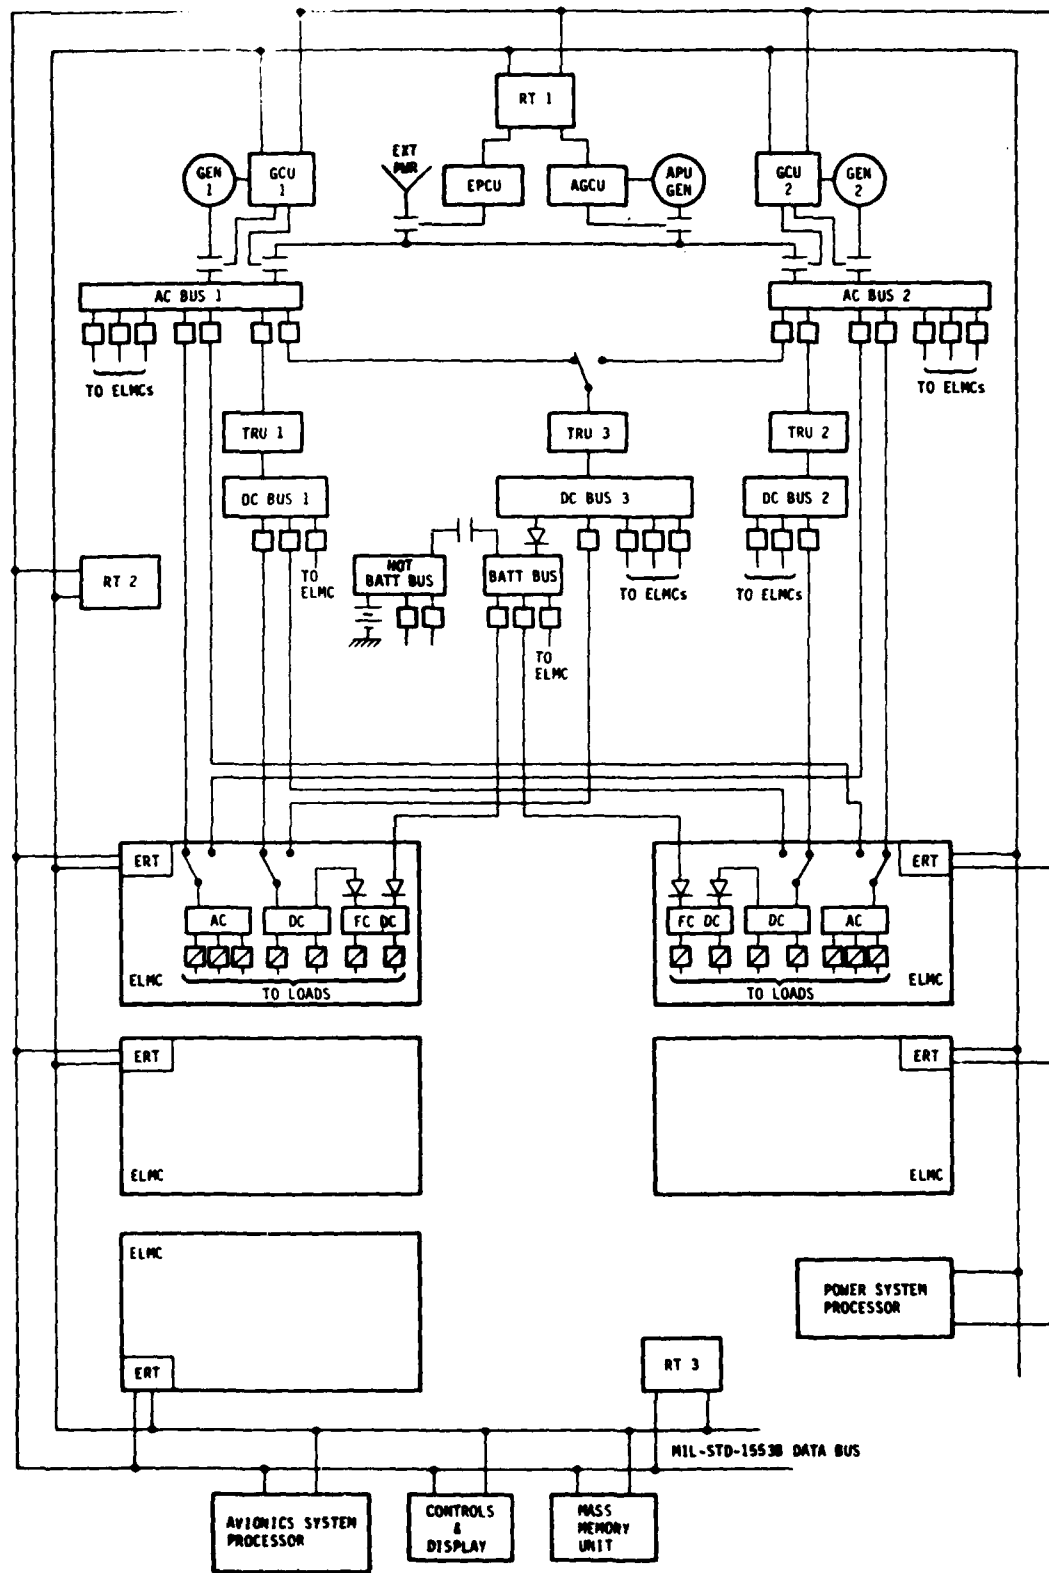 RT 1
EXT
PWR
GEN
1
GCU
1
EPCU
AGCU
APU
GEN
GCU
2
GEN
2
AC BUS 1
AC BUS 2
TO ELMCs
TO ELMCs
TRU 1
TRU 3
TRU 2
DC BUS 1
DC BUS 3
DC BUS 2
RT 2
TO
ELMC
HOT
BATT BUS
BATT BUS
TO ELMCs
TO ELMCs
TO
ELMC
ERT
AC
DC
FC DC
ELMC
TO LOADS
ERT
FC DC
DC
AC
TO LOADS
ELMC
ERT
ELMC
ERT
ELMC
ELMC
ERT
POWER SYSTEM
PROCESSOR
RT 3
MIL-STD-1553B DATA BUS
AVIONICS SYSTEM
PROCESSOR
CONTROLS
&
DISPLAY
MASS
MEMORY
UNIT